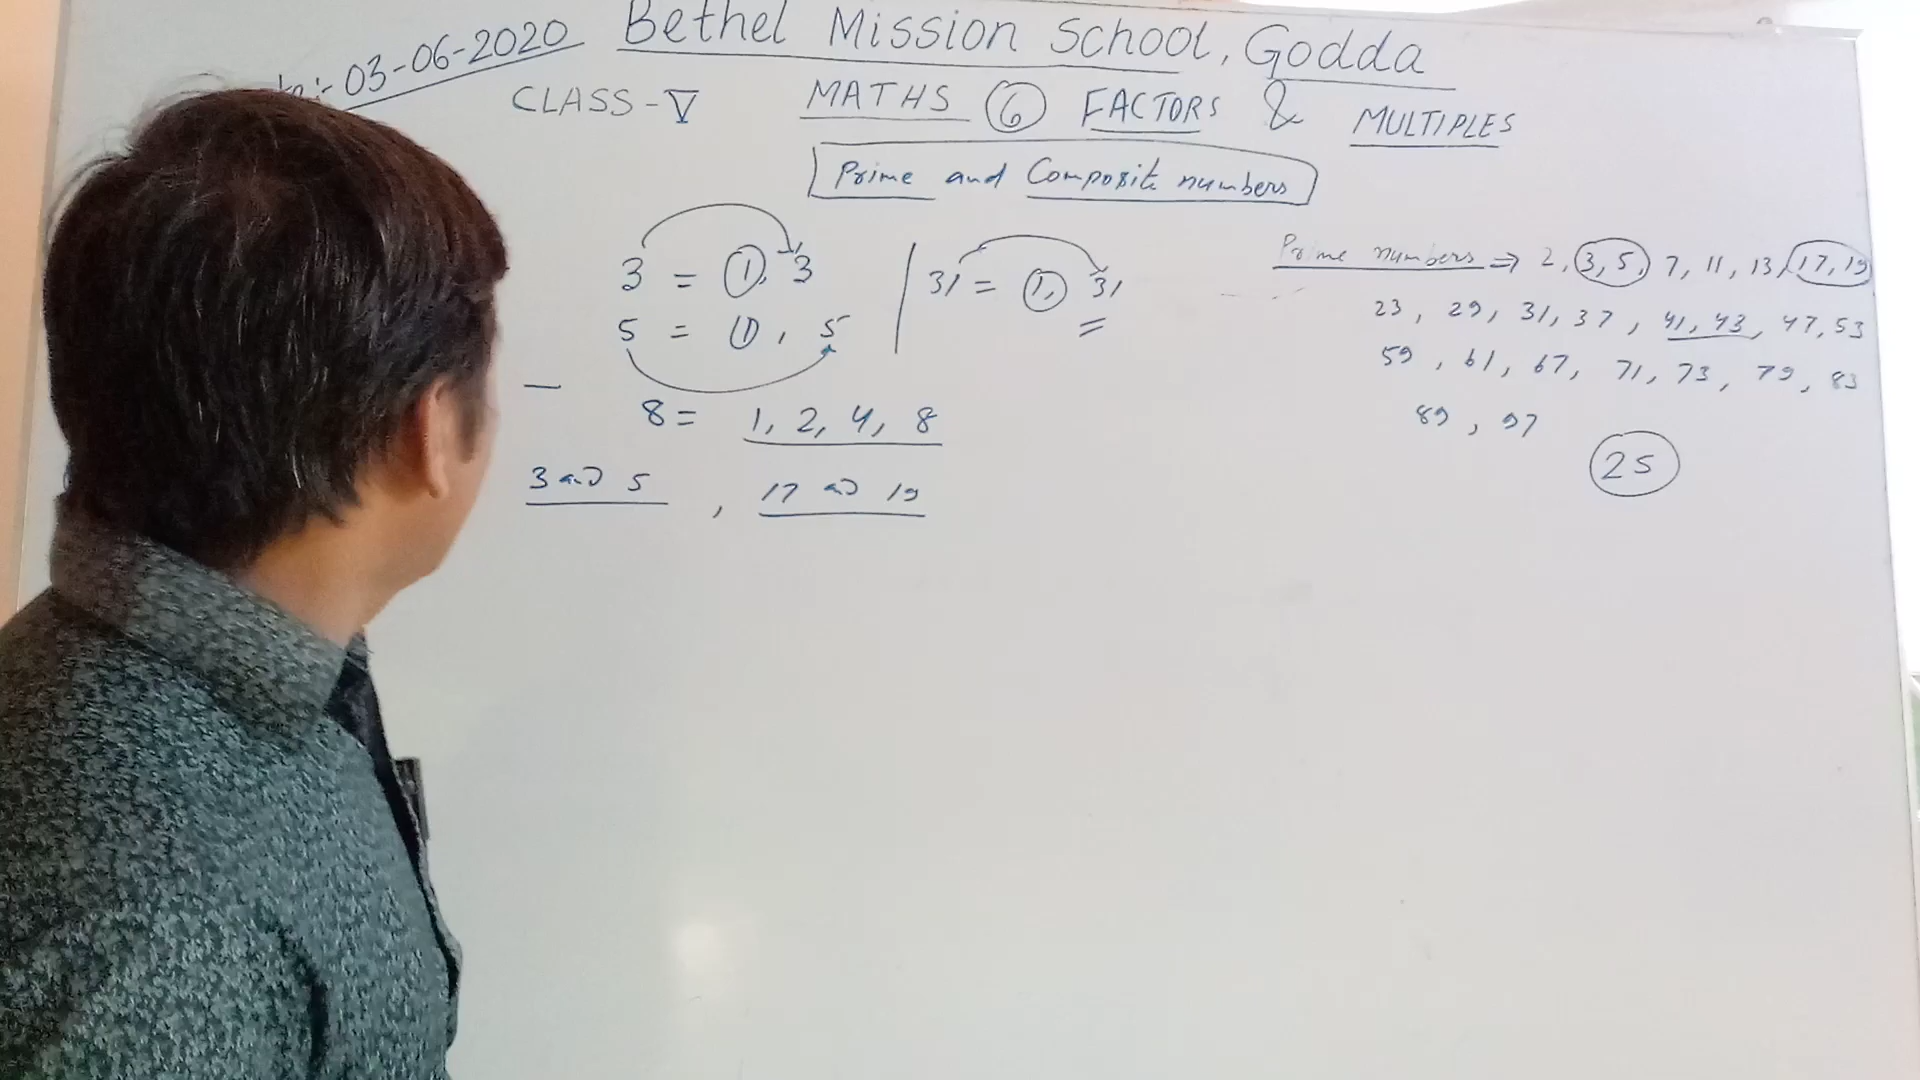 :- 03-06-2020 Bethel Mission School, Godda
CLASS-V MATHS 6 FACTORS & MULTIPLES
Prime and Composite numbers
3 = 1, 3
5 = 1, 5
31 = 1, 31
8 = 1, 2, 4, 8
3 and 5, 17 and 19
Prime numbers ⇒ 2, 3, 5, 7, 11, 13, 17, 19
23, 29, 31, 37, 41, 43, 47, 53
59, 61, 67, 71, 73, 79, 83
89, 97
25